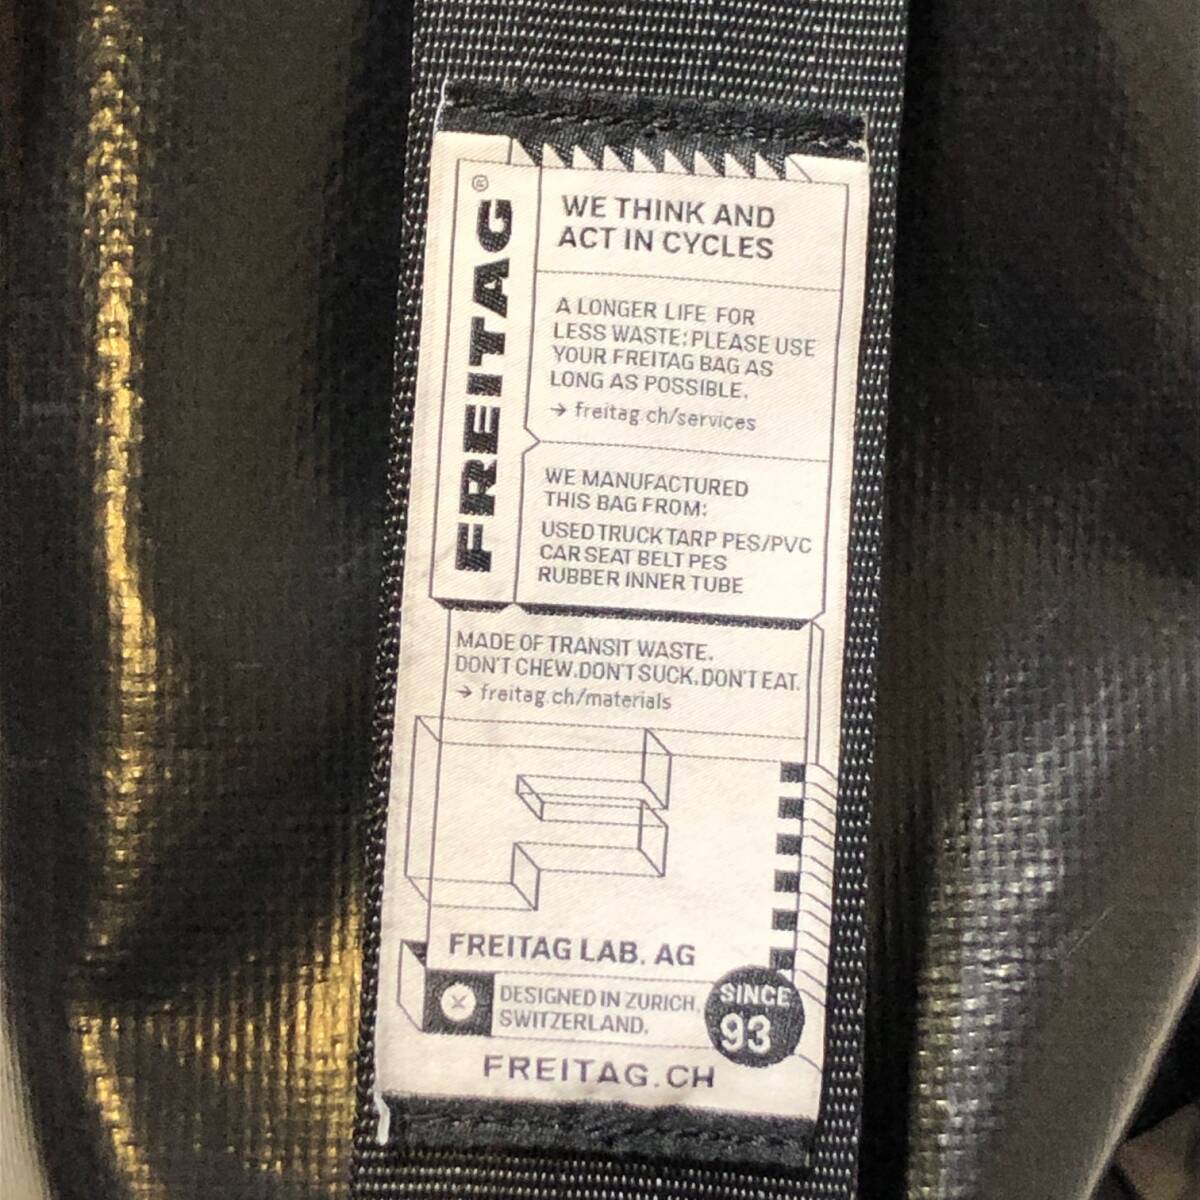 FREITAG®
WE THINK AND
ACT IN CYCLES
A LONGER LIFE FOR
LESS WASTE: PLEASE USE
YOUR FREITAG BAG AS
LONG AS POSSIBLE.
→ freitag.ch/services
WE MANUFACTURED
THIS BAG FROM:
USED TRUCK TARP PES/PVC
CAR SEAT BELT PES
RUBBER INNER TUBE
MADE OF TRANSIT WASTE.
DON'T CHEW. DON'T SUCK. DON'T EAT.
→ freitag.ch/materials
FREITAG LAB. AG
DESIGNED IN ZURICH,
SWITZERLAND.
SINCE
93
FREITAG.CH